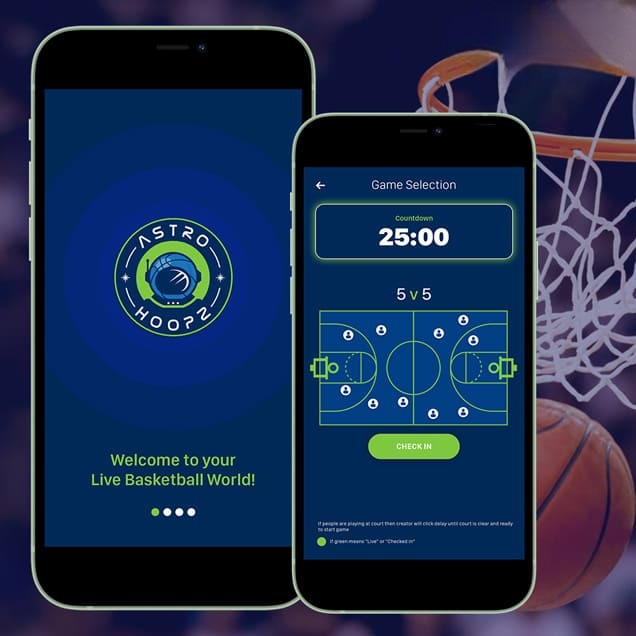 ASTRO
HOOPZ
Welcome to your
Live Basketball World!
Game Selection
Countdown
25:00
5 v 5
CHECK IN
If people are playing at court then creator will click delay until court is clear and ready
to start game
If green means "Live" or "Checked in"